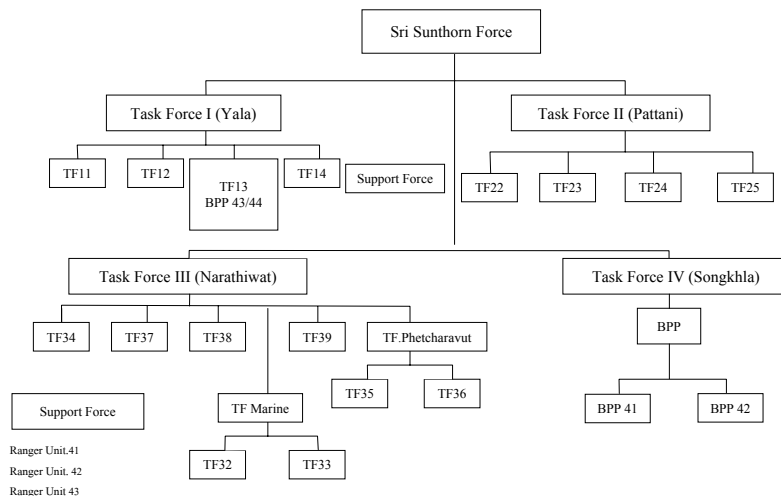 Sri Sunthorn Force
Task Force I (Yala)
Task Force II (Pattani)
TF11
TF12
TF13
BPP 43/44
TF14
Support Force
TF22
TF23
TF24
TF25
Task Force III (Narathiwat)
Task Force IV (Songkhla)
TF34
TF37
TF38
TF39
TF.Phetcharavut
BPP
TF35
TF36
BPP 41
BPP 42
Support Force
TF Marine
TF32
TF33
Ranger Unit.41
Ranger Unit. 42
Ranger Unit 43